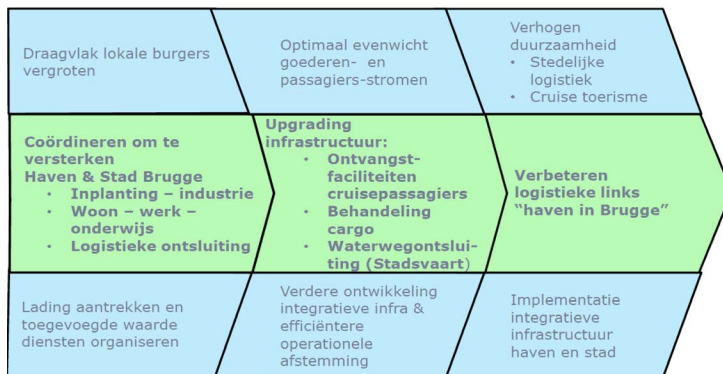 Draagvlak lokale burgers
vergroten
Optimaal evenwicht
goederen- en
passagiers-stromen
Verhogen
duurzaamheid
• Stedelijke
logistiek
• Cruise toerisme
Coördineren om te
versterken
Haven & Stad Brugge
• Inplanting – industrie
• Woon – werk –
onderwijs
• Logistieke ontsluiting
Upgrading
infrastructuur:
• Ontvangst-
faciliteiten
cruisepassagiers
• Behandeling
cargo
• Waterwegontslui-
ting (Stadsvaart)
Verbeteren
logistieke links
“haven in Brugge”
Lading aantrekken en
toegevoegde waarde
diensten organiseren
Verdere ontwikkeling
integratieve infra &
efficiëntere
operationele
afstemming
Implementatie
integratieve
infrastructuur
haven en stad